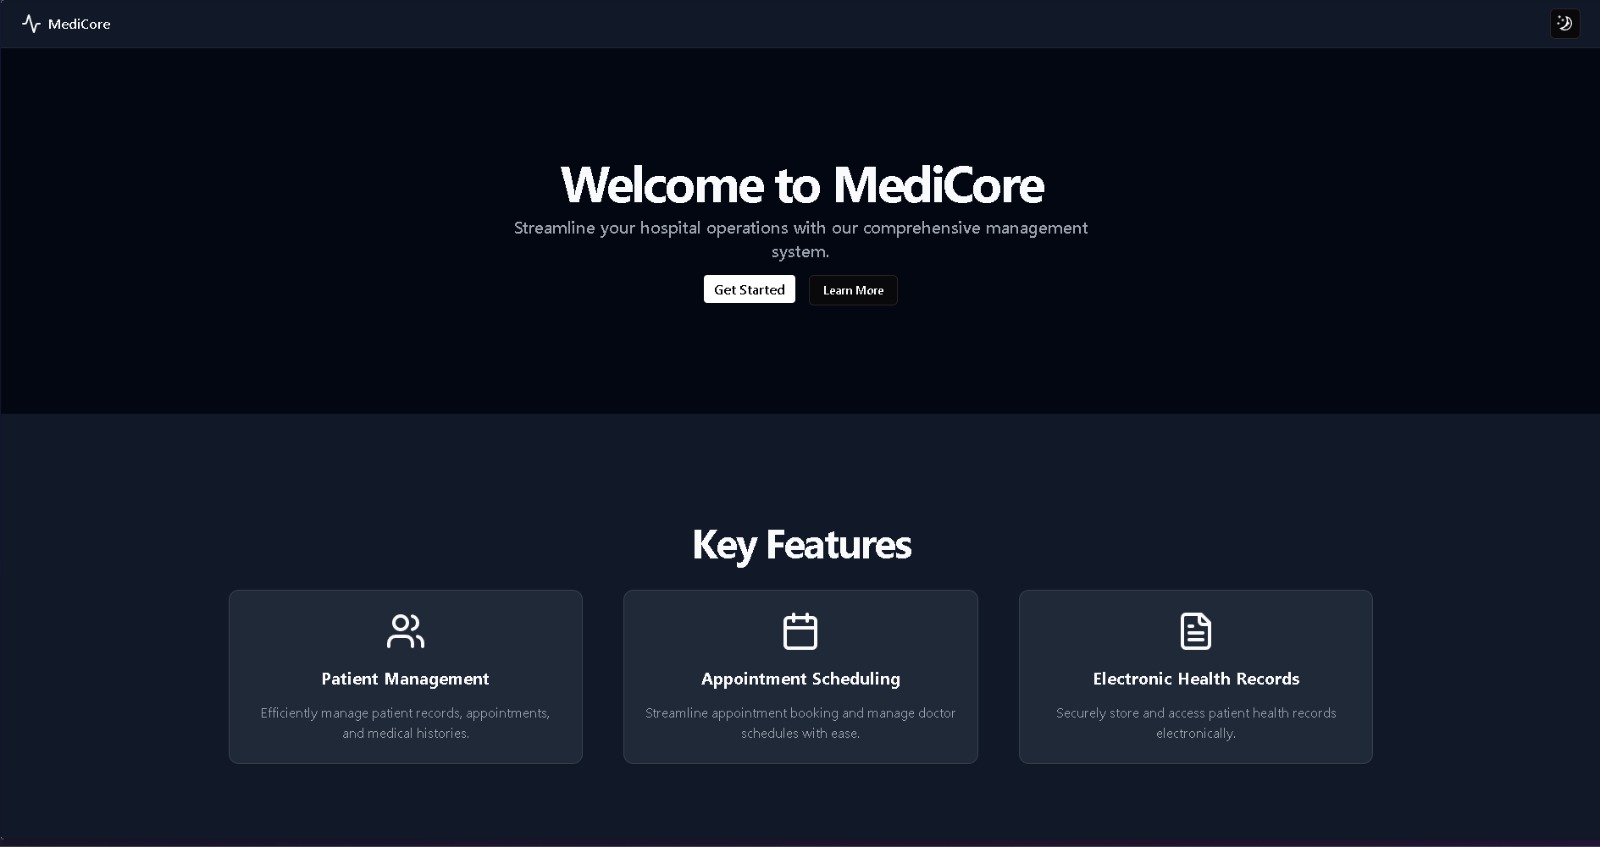 MediCore
Welcome to MediCore
Streamline your hospital operations with our comprehensive management
system.
Get Started
Learn More
Key Features
Patient Management
Efficiently manage patient records, appointments,
and medical histories.
Appointment Scheduling
Streamline appointment booking and manage doctor
schedules with ease.
Electronic Health Records
Securely store and access patient health records
electronically.